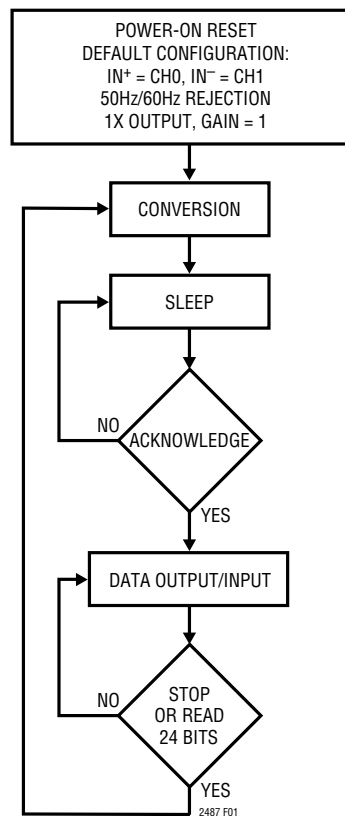 POWER-ON RESET
DEFAULT CONFIGURATION:
IN⁺ = CH0, IN⁻ = CH1
50Hz/60Hz REJECTION
1X OUTPUT, GAIN = 1
CONVERSION
SLEEP
NO
ACKNOWLEDGE
YES
DATA OUTPUT/INPUT
NO
STOP
OR READ
24 BITS
YES
2487 F01